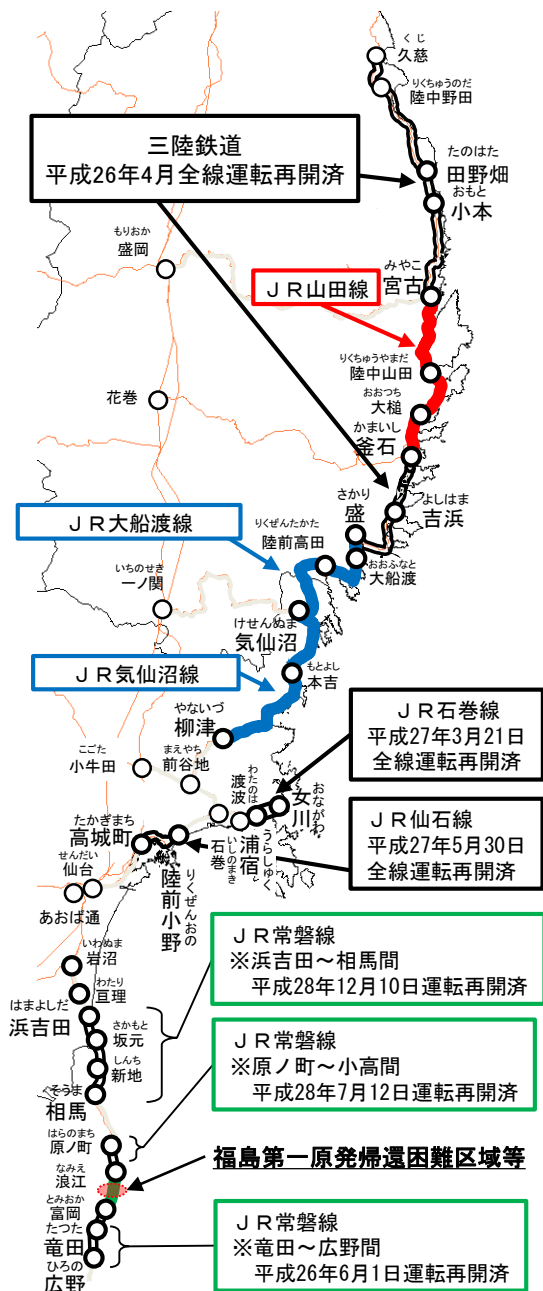 くじ
久慈
りくちゅうのだ
陸中野田
三陸鉄道
平成26年4月全線運転再開済
たのはた
田野畑
おもと
小本
もりおか
盛岡
みやこ
宮古
ＪＲ山田線
りくちゅうやまだ
陸中山田
花巻
おおつち
大槌
かまいし
釜石
さかり
盛
よしはま
吉浜
ＪＲ大船渡線
りくぜんたかた
陸前高田
おおふなと
大船渡
いちのせき
一ノ関
けせんぬま
気仙沼
ＪＲ気仙沼線
もとよし
本吉
やないづ
柳津
ＪＲ石巻線
平成27年3月21日
全線運転再開済
こごた
小牛田
まえやち
前谷地
わたのは
渡波
おながわ
女川
たかぎまち
高城町
いしのまき
石巻
うらしゅく
浦宿
りくぜんおの
陸前小野
ＪＲ仙石線
平成27年5月30日
全線運転再開済
せんだい
仙台
あおば通
いわぬま
岩沼
わたり
亘理
はまよしだ
浜吉田
さかもと
坂元
しんち
新地
そうま
相馬
ＪＲ常磐線
※浜吉田～相馬間
平成28年12月10日運転再開済
はらのまち
原ノ町
ＪＲ常磐線
※原ノ町～小高間
平成28年7月12日運転再開済
なみえ
浪江
福島第一原発帰還困難区域等
とみおか
富岡
たつた
竜田
ひろの
広野
ＪＲ常磐線
※竜田～広野間
平成26年6月1日運転再開済